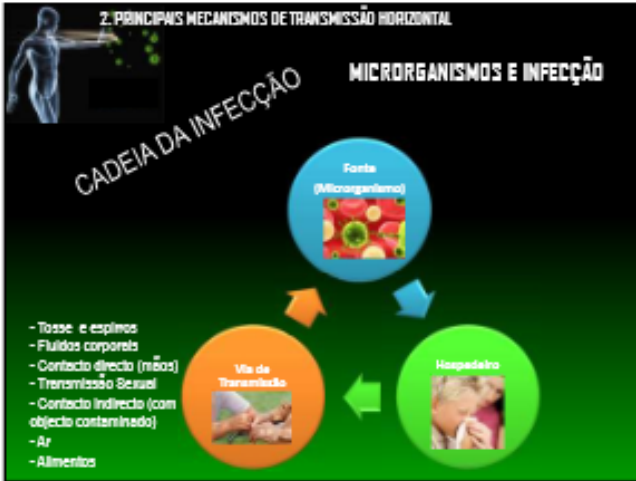 2. PRINCIPAIS MECANISMOS DE TRANSMISSÃO HORIZONTAL
MICRORGANISMOS E INFECÇÃO
CADEIA DA INFECÇÃO
Fonte
(Microrganismo)
Hospedeiro
Via de
Transmissão
- Tosse e espirros
- Fluidos corporais
- Contacto directo (mãos)
- Transmissão Sexual
- Contacto indirecto (com
objecto contaminado)
- Ar
- Alimentos